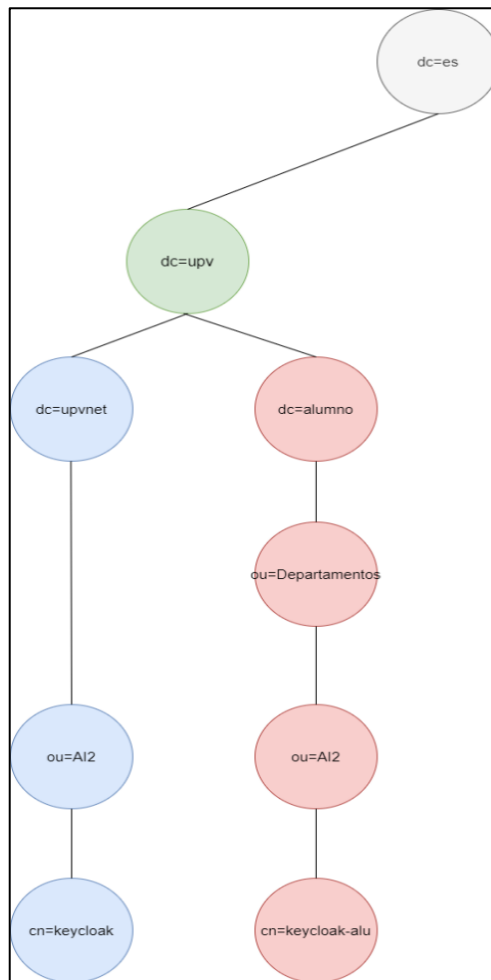 dc=es
dc=upv
dc=upvnet
dc=alumno
ou=Departamentos
ou=AI2
ou=AI2
cn=keycloak
cn=keycloak-alu